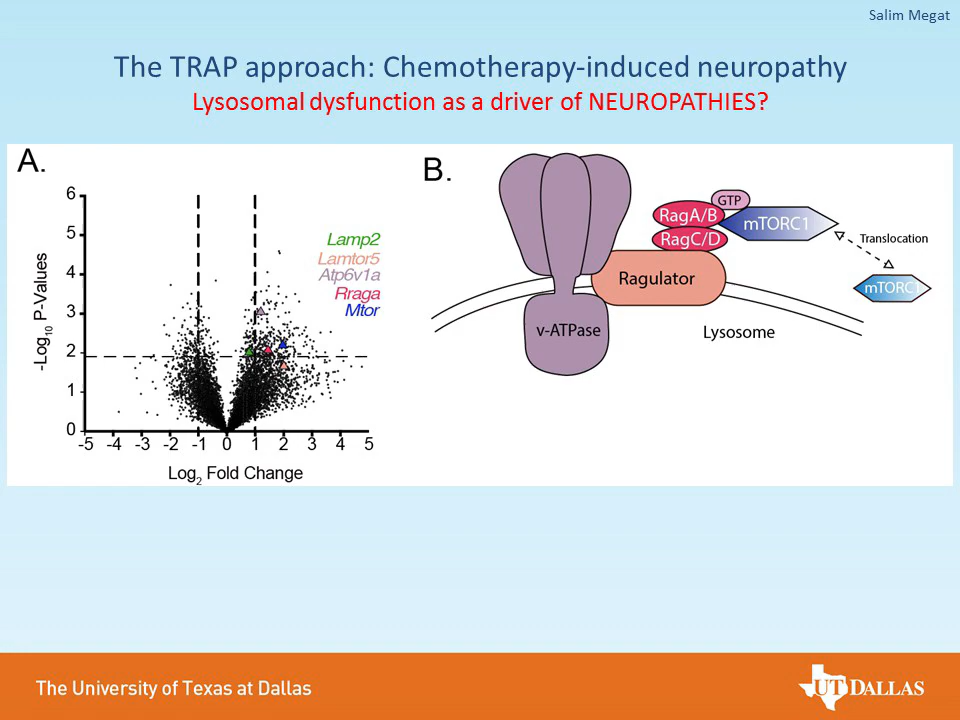 Salim Megat
The TRAP approach: Chemotherapy-induced neuropathy
Lysosomal dysfunction as a driver of NEUROPATHIES?
A.
6
5
4
3
2
1
0
-Log10 P-Values
-5 -4 -3 -2 -1 0 1 2 3 4 5
Log2 Fold Change
Lamp2
Lamtor5
Atp6v1a
Rraga
Mtor
B.
GTP
RagA/B
mTORC1
RagC/D
Translocation
Ragulator
mTORC1
v-ATPase
Lysosome
The University of Texas at Dallas
UT DALLAS